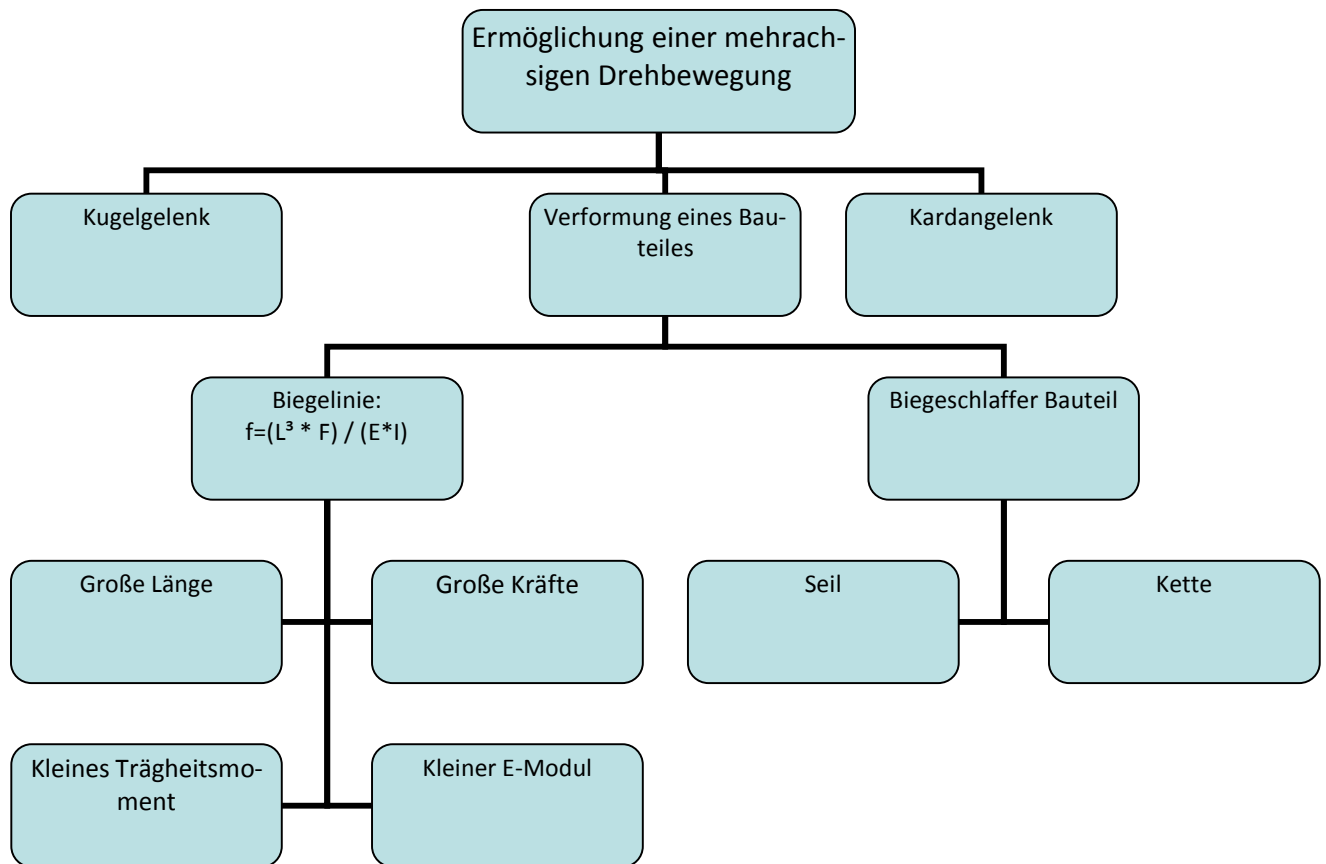 Ermöglichung einer mehrach-
sigen Drehbewegung
Kugelgelenk
Verformung eines Bau-
teiles
Kardangelenk
Biegelinie:
f=(L³ * F) / (E*I)
Biegeschlaffer Bauteil
Große Länge
Große Kräfte
Seil
Kette
Kleines Trägheitsmo-
ment
Kleiner E-Modul